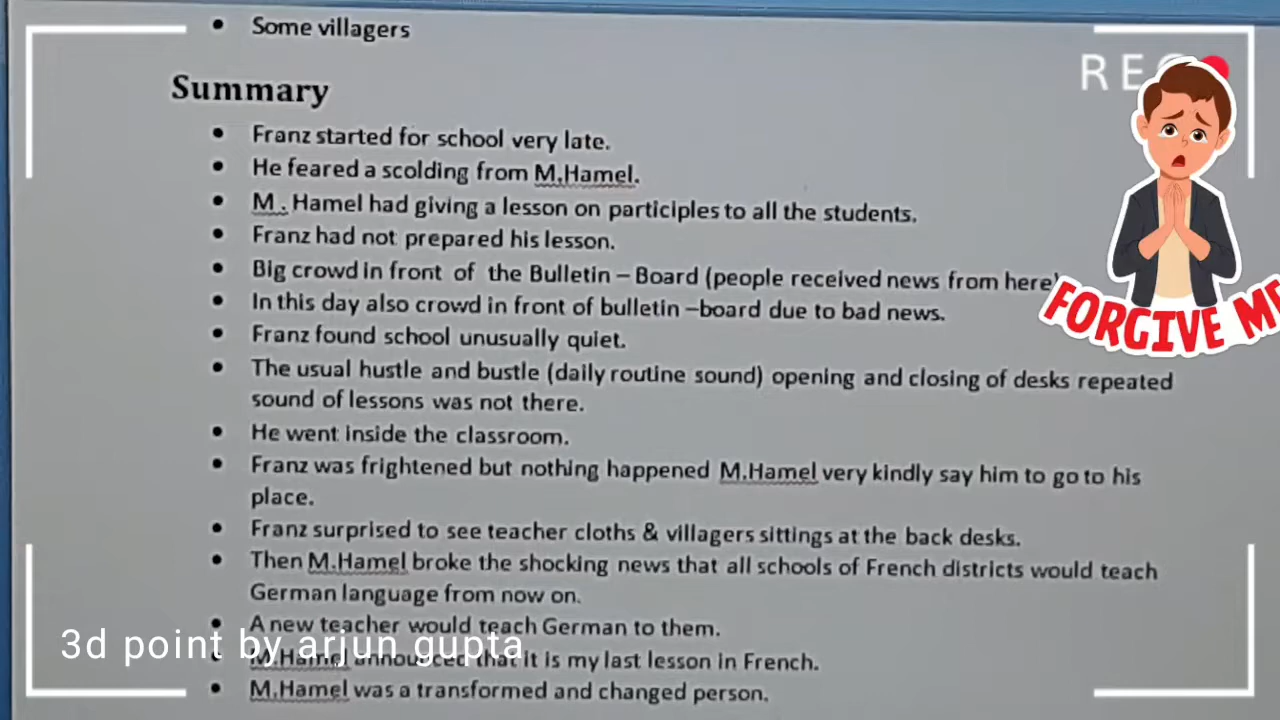 • Some villagers
Summary
REC
• Franz started for school very late.
• He feared a scolding from M.Hamel.
• M . Hamel had giving a lesson on participles to all the students.
• Franz had not prepared his lesson.
• Big crowd in front of the Bulletin – Board (people received news from here)
• In this day also crowd in front of bulletin –board due to bad news.
FORGIVE ME
• Franz found school unusually quiet.
• The usual hustle and bustle (daily routine sound) opening and closing of desks repeated
sound of lessons was not there.
• He went inside the classroom.
• Franz was frightened but nothing happened M.Hamel very kindly say him to go to his
place.
• Franz surprised to see teacher cloths & villagers sittings at the back desks.
• Then M.Hamel broke the shocking news that all schools of French districts would teach
German language from now on.
• A new teacher would teach German to them.
3d point by arjun gupta
• M.Hamel announced that it is my last lesson in French.
• M.Hamel was a transformed and changed person.